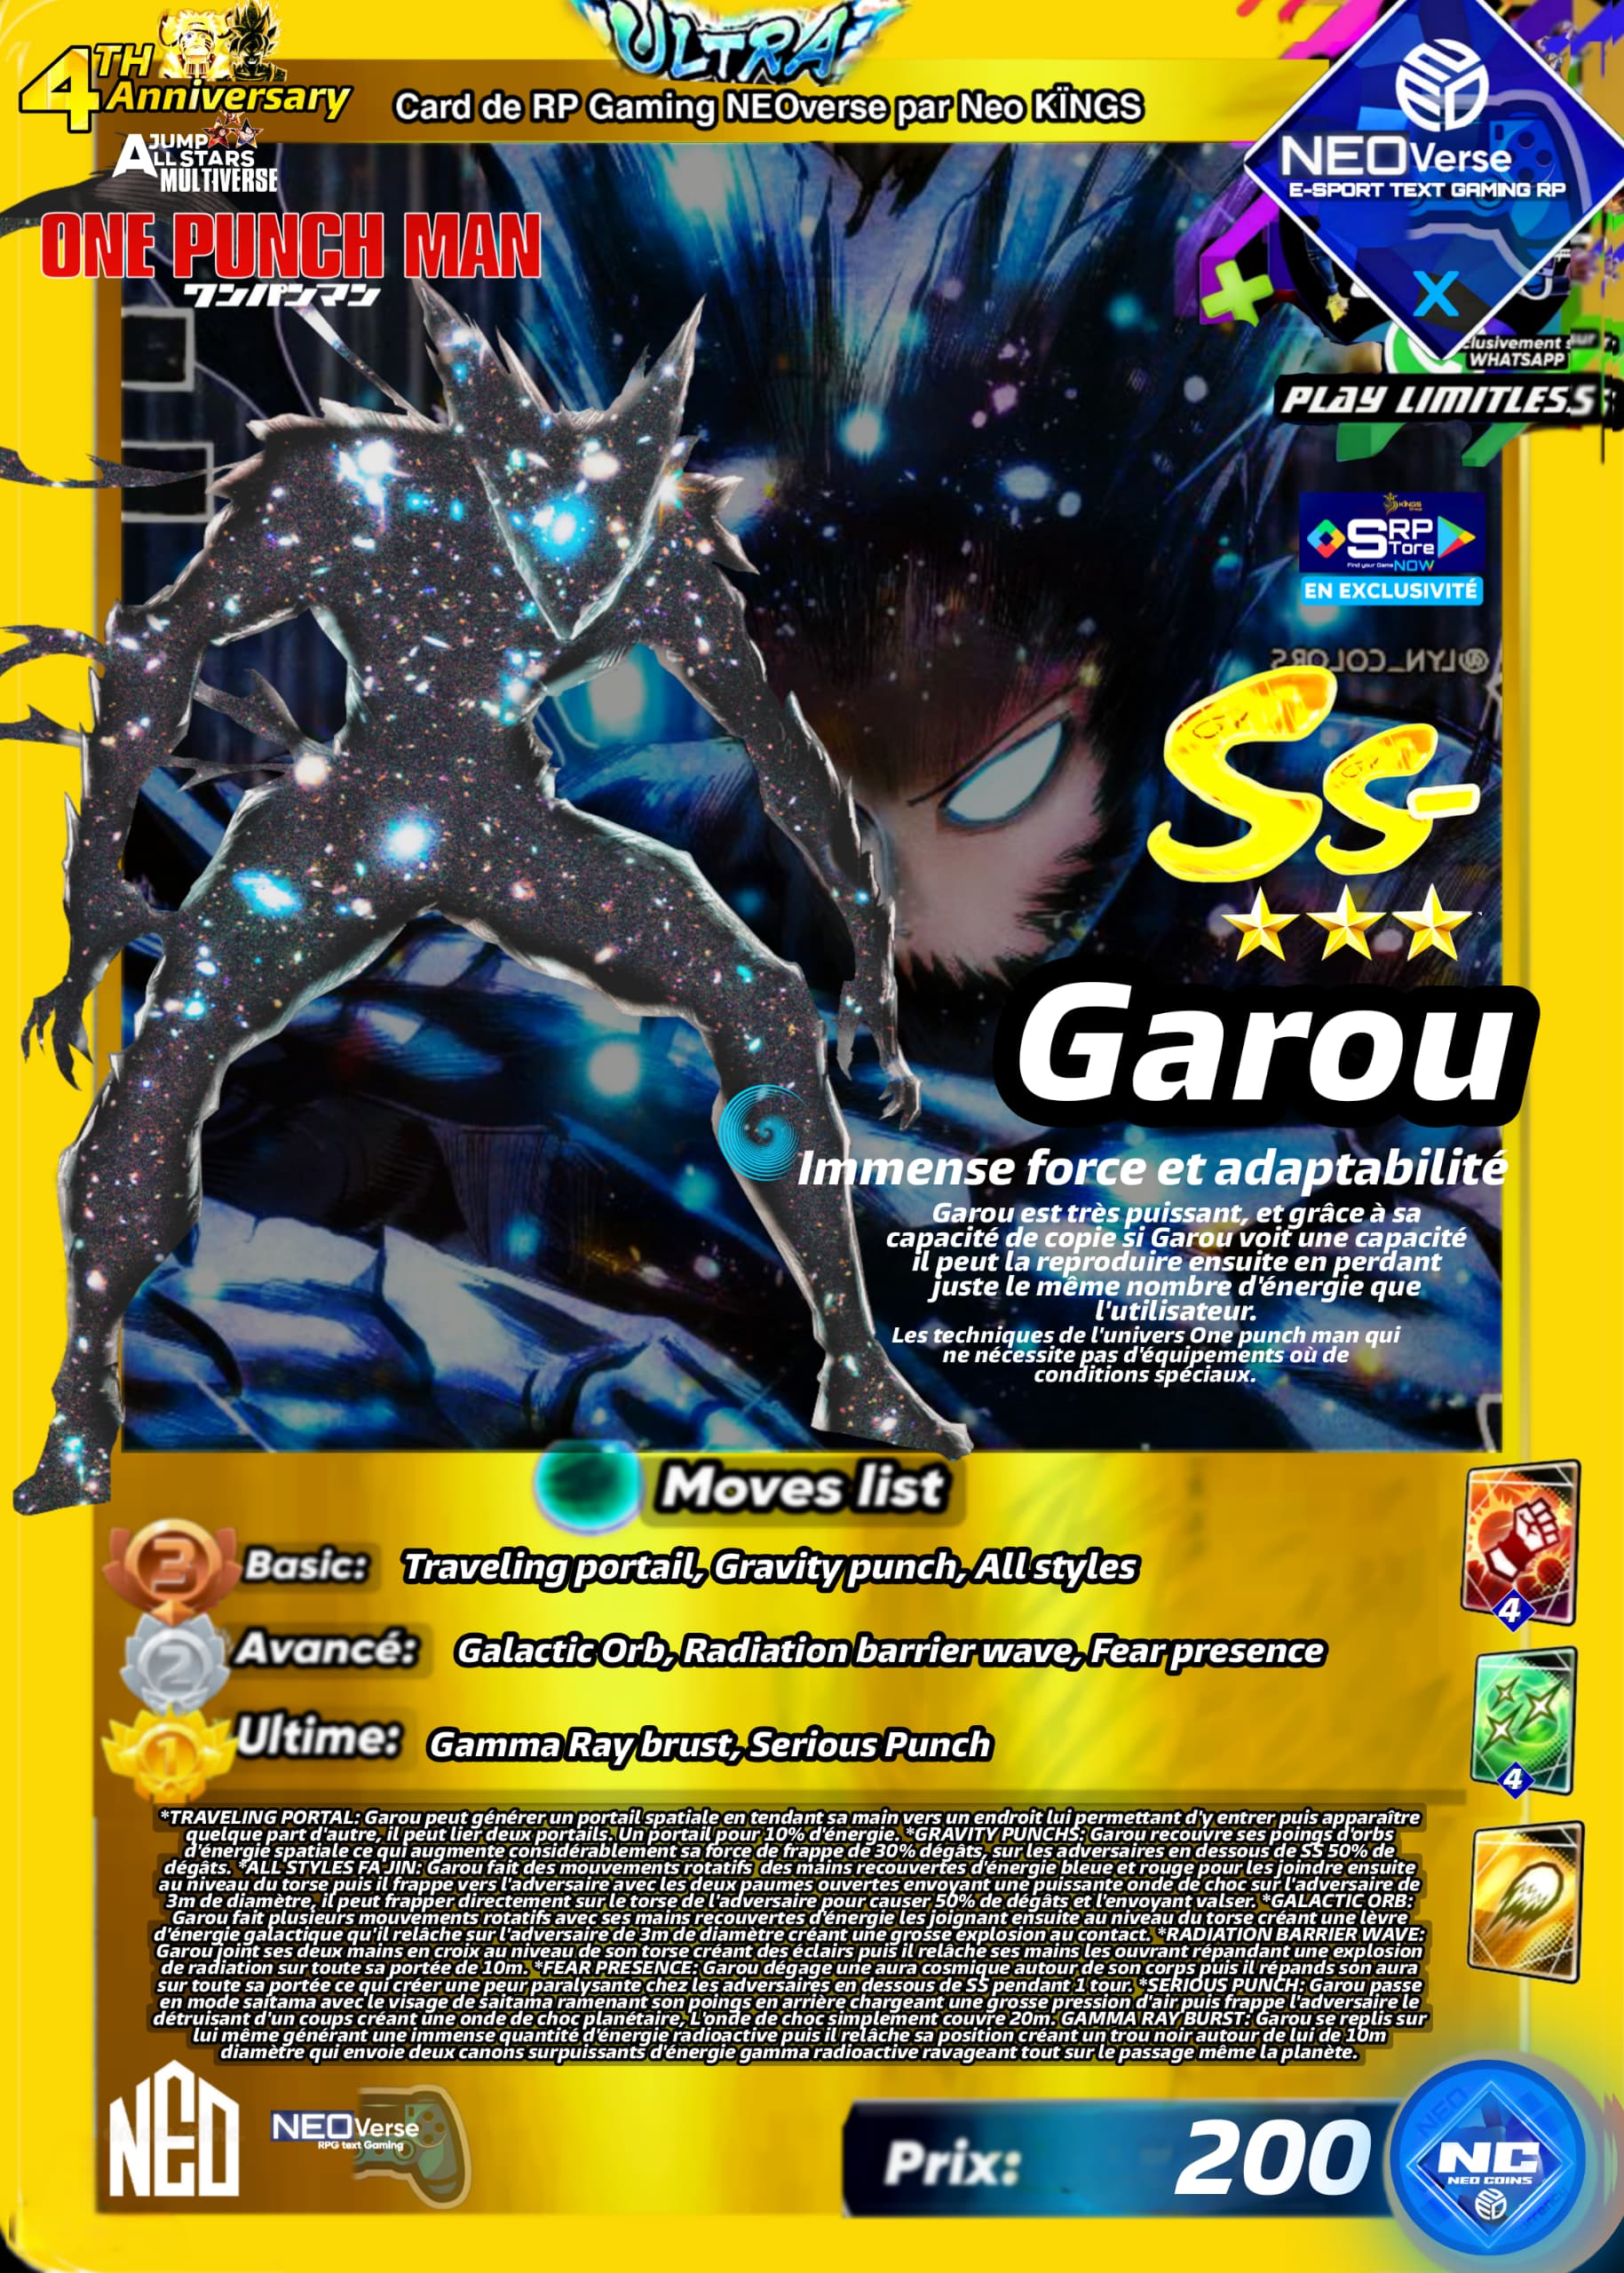 ULTRA
4TH
Anniversary
Card de RP Gaming NEOverse par Neo KÏNGS
JUMP
ALL STARS
MULTIVERSE
NEOVerse
E-SPORT TEXT GAMING RP
X
ONE PUNCH MAN
ワンパンマン
WHATSAPP
PLAY LIMITLESS
KINGS
SRP
Tore
Find your Game NOW
EN EXCLUSIVITÉ
@LYN_COLORS
Ss-
Garou
Immense force et adaptabilité
Garou est très puissant, et grâce à sa
capacité de copie si Garou voit une capacité
il peut la reproduire ensuite en perdant
juste le même nombre d'énergie que
l'utilisateur.
Les techniques de l'univers One punch man qui
ne nécessite pas d'équipements où de
conditions spéciaux.
Moves list
3 Basic: Traveling portail, Gravity punch, All styles
4
2 Avancé: Galactic Orb, Radiation barrier wave, Fear presence
1 Ultime: Gamma Ray brust, Serious Punch
4
*TRAVELING PORTAL: Garou peut générer un portail spatiale en tendant sa main vers un endroit lui permettant d'y entrer puis apparaître
quelque part d'autre, il peut lier deux portails. Un portail pour 10% d'énergie. *GRAVITY PUNCHS: Garou recouvre ses poings d'orbs
d'énergie spatiale ce qui augmente considérablement sa force de frappe de 30% dégâts, sur les adversaires en dessous de SS 50% de
dégâts. *ALL STYLES FA JIN: Garou fait des mouvements rotatifs des mains recouvertes d'énergie bleue et rouge pour les joindre ensuite
au niveau du torse puis il frappe vers l'adversaire avec les deux paumes ouvertes envoyant une puissante onde de choc sur l'adversaire de
3m de diamètre, il peut frapper directement sur le torse de l'adversaire pour causer 50% de dégâts et l'envoyant valser. *GALACTIC ORB:
Garou fait plusieurs mouvements rotatifs avec ses mains recouvertes d'énergie les joignant ensuite au niveau du torse créant une lèvre
d'énergie galactique qu'il relâche sur l'adversaire de 3m de diamètre créant une grosse explosion au contact. *RADIATION BARRIER WAVE:
Garou joint ses deux mains en croix au niveau de son torse créant des éclairs puis il relâche ses mains les ouvrant répandant une explosion
de radiation sur toute sa portée de 10m. *FEAR PRESENCE: Garou dégage une aura cosmique autour de son corps puis il répands son aura
sur toute sa portée ce qui créer une peur paralysante chez les adversaires en dessous de SS pendant 1 tour. *SERIOUS PUNCH: Garou passe
en mode saitama avec le visage de saitama ramenant son poings en arrière chargeant une grosse pression d'air puis frappe l'adversaire le
détruisant d'un coups créant une onde de choc planétaire. L'onde de choc simplement couvre 20m. GAMMA RAY BURST: Garou se replis sur
lui même générant une immense quantité d'énergie radioactive puis il relâche sa position créant un trou noir autour de lui de 10m
diamètre qui envoie deux canons surpuissants d'énergie gamma radioactive ravageant tout sur le passage même la planète.
NEO
NEOVerse
RPG text Gaming
Prix: 200
NC
NEO COINS